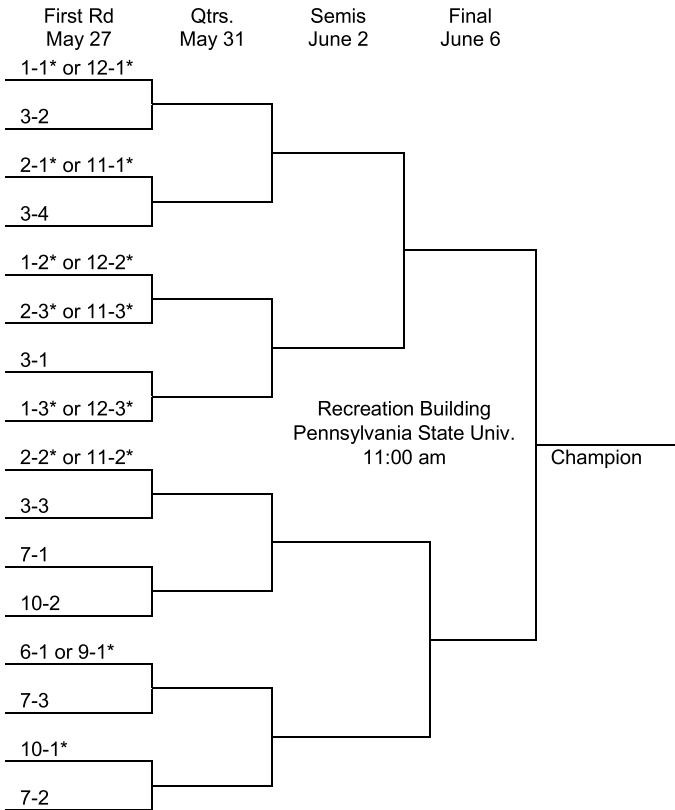 First Rd Qtrs. Semis Final
May 27 May 31 June 2 June 6
1-1* or 12-1*
3-2
2-1* or 11-1*
3-4
1-2* or 12-2*
2-3* or 11-3*
3-1
1-3* or 12-3*
Recreation Building
Pennsylvania State Univ.
11:00 am
2-2* or 11-2*
Champion
3-3
7-1
10-2
6-1 or 9-1*
7-3
10-1*
7-2